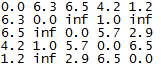 0.0 6.3 6.5 4.2 1.2
6.3 0.0 inf 1.0 inf
6.5 inf 0.0 5.7 2.9
4.2 1.0 5.7 0.0 6.5
1.2 inf 2.9 6.5 0.0